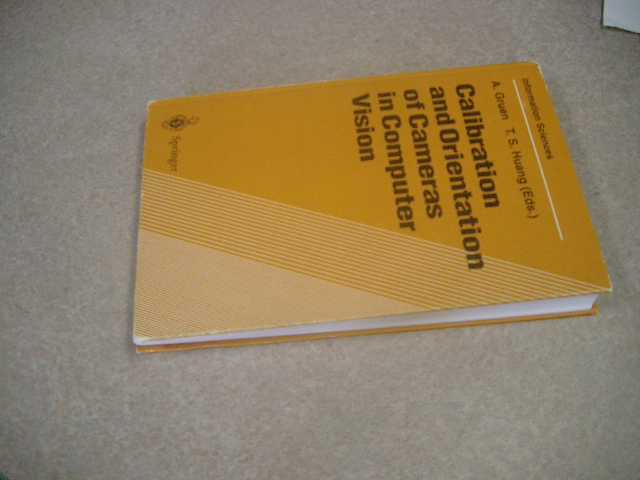 Information Sciences
A. Gruen T. S. Huang (Eds.)
Calibration
and Orientation
of Cameras
in Computer
Vision
Springer